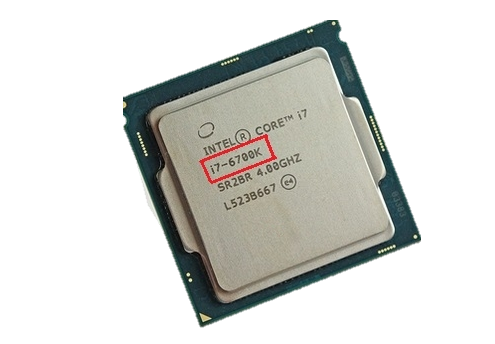 INTEL® CORE™ i7
i7-6700K
SR2BR 4.00GHZ
L523B667 e4